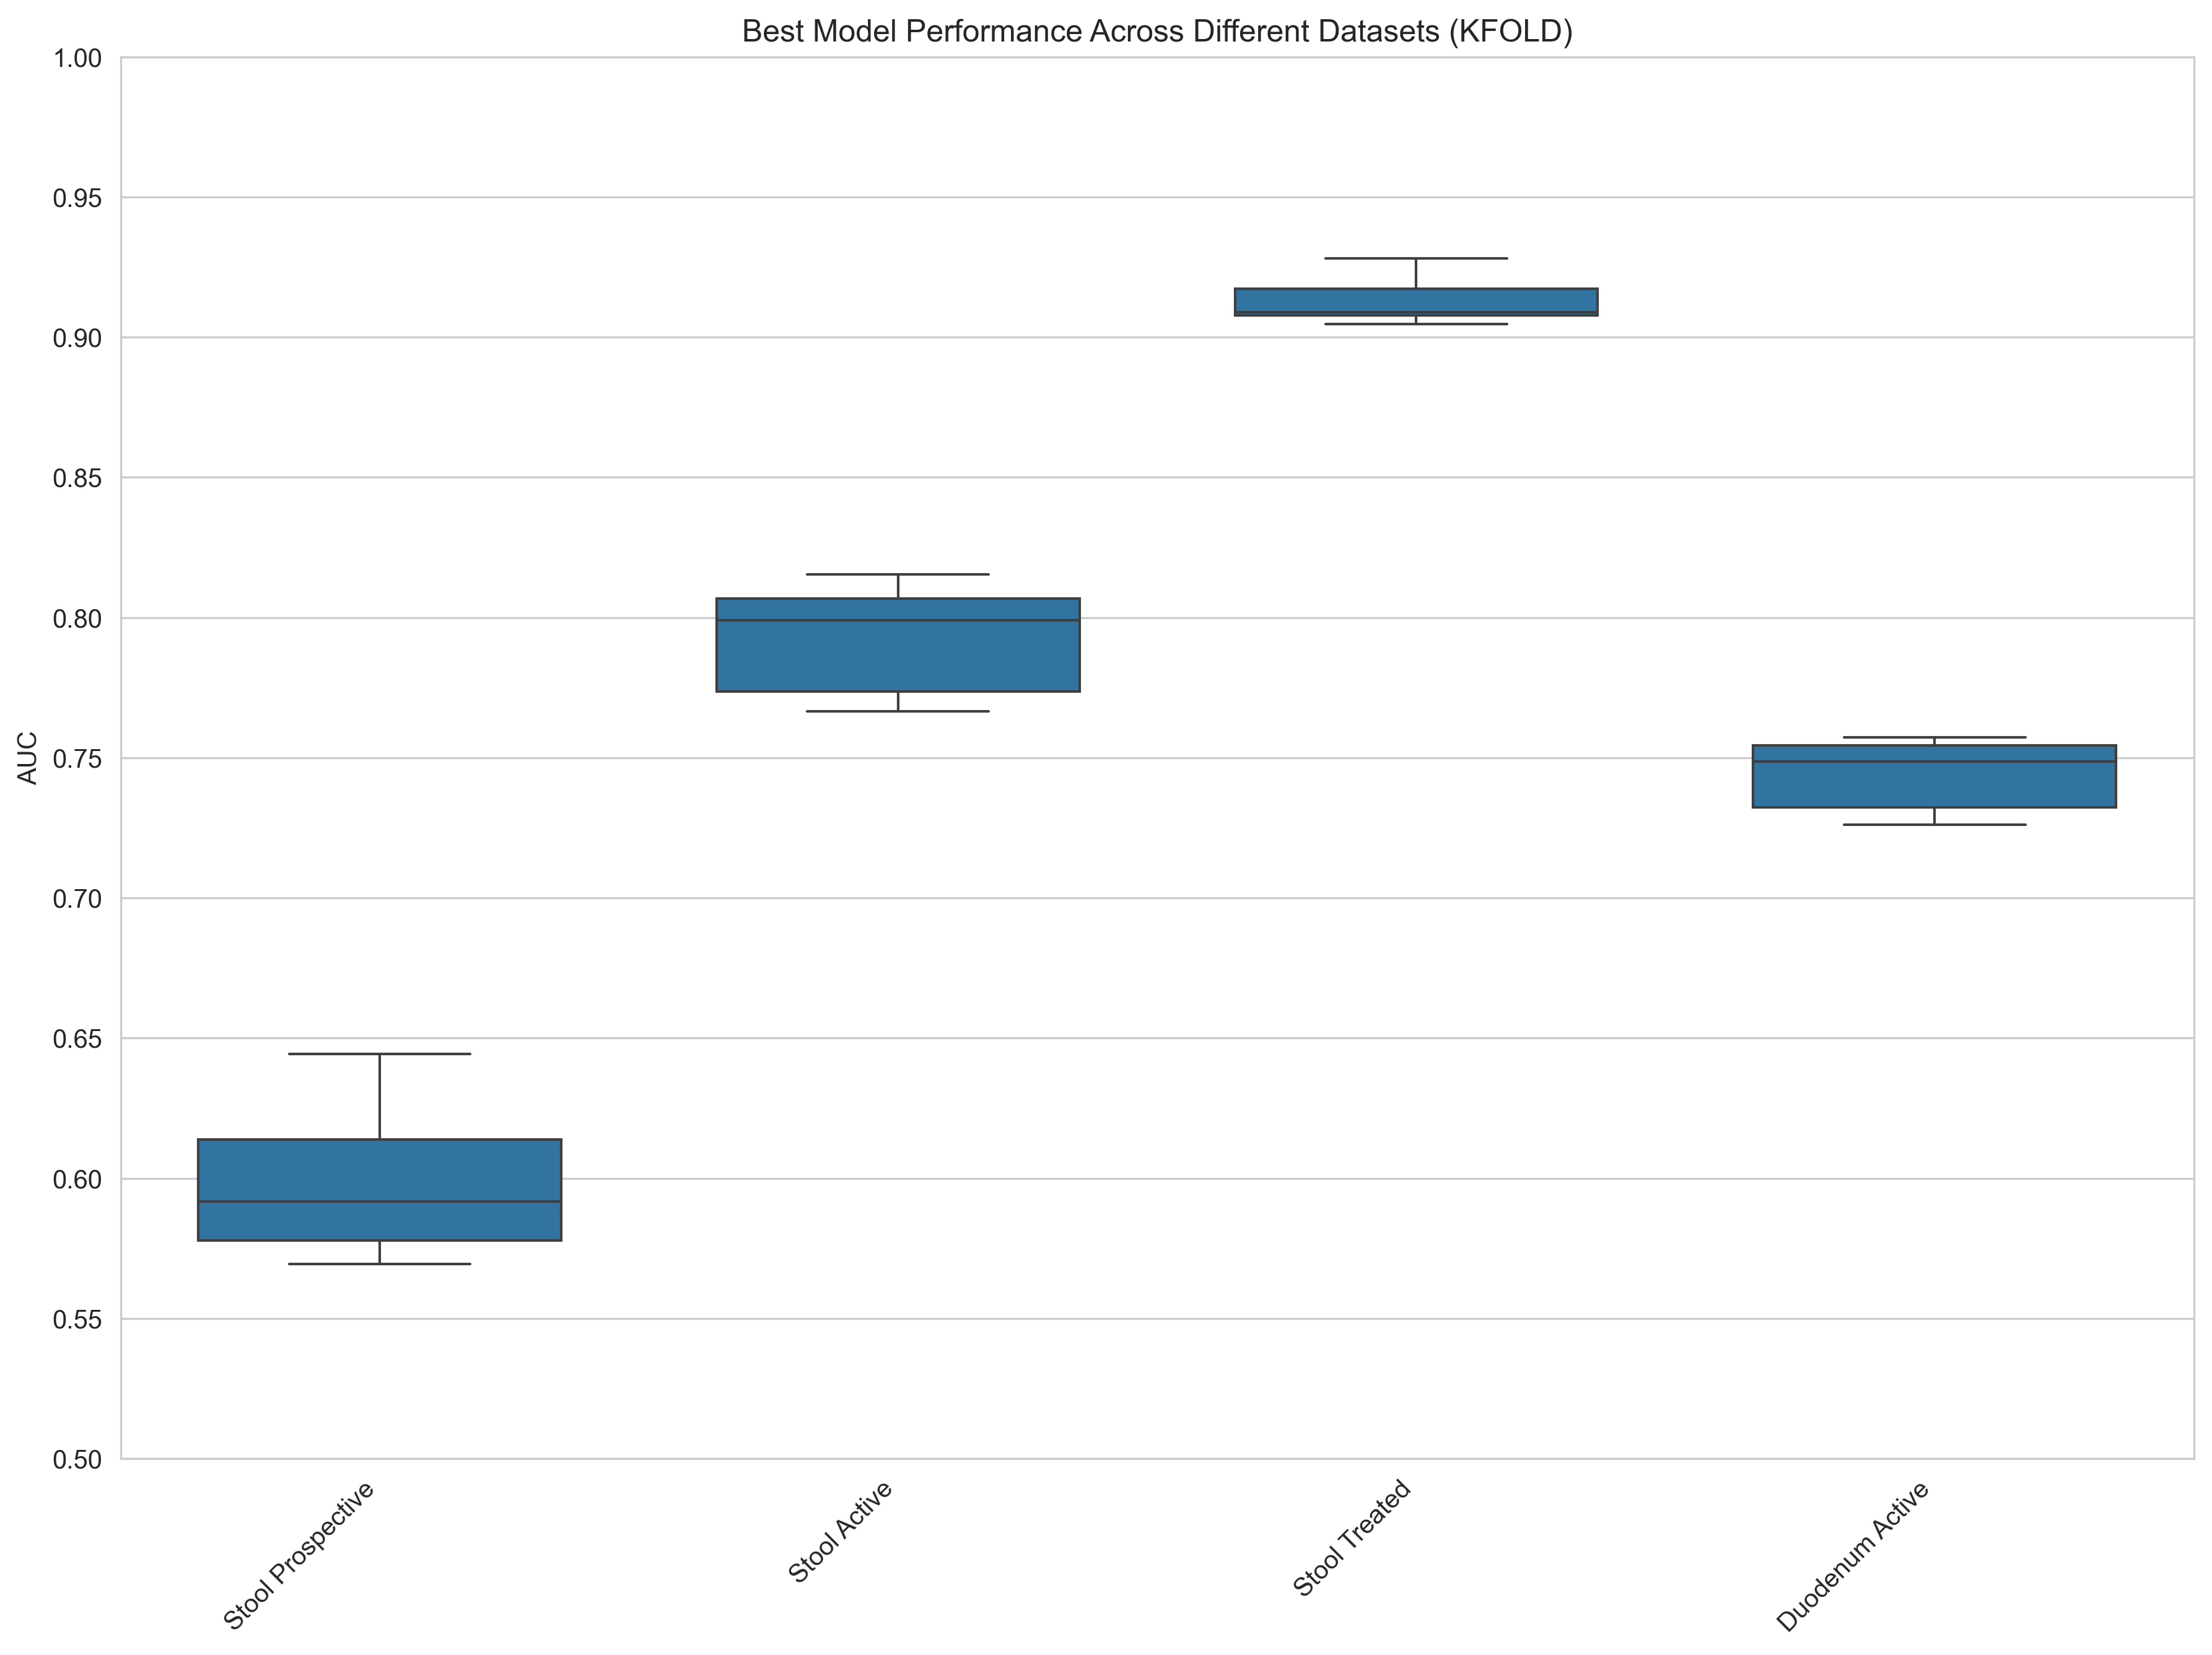 Best Model Performance Across Different Datasets (KFOLD)
1.00
0.95
0.90
0.85
0.80
0.75
0.70
0.65
0.60
0.55
0.50
AUC
Stool Prospective
Stool Active
Stool Treated
Duodenum Active